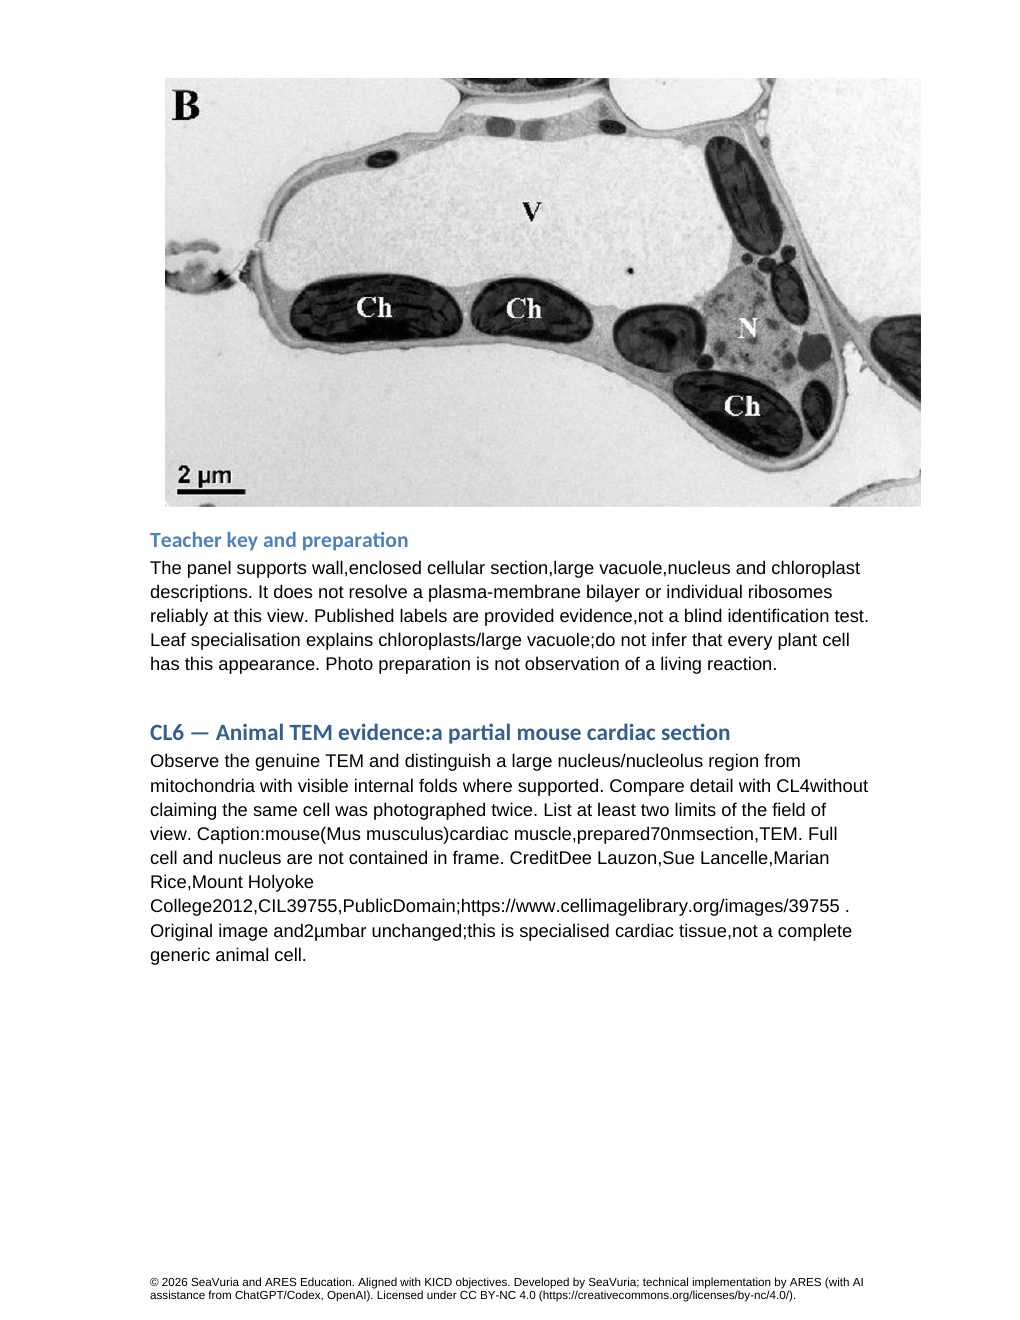 B
V
Ch
Ch
N
Ch
2 µm
Teacher key and preparation
The panel supports wall,enclosed cellular section,large vacuole,nucleus and chloroplast
descriptions. It does not resolve a plasma-membrane bilayer or individual ribosomes
reliably at this view. Published labels are provided evidence,not a blind identification test.
Leaf specialisation explains chloroplasts/large vacuole;do not infer that every plant cell
has this appearance. Photo preparation is not observation of a living reaction.
CL6 — Animal TEM evidence:a partial mouse cardiac section
Observe the genuine TEM and distinguish a large nucleus/nucleolus region from
mitochondria with visible internal folds where supported. Compare detail with CL4without
claiming the same cell was photographed twice. List at least two limits of the field of
view. Caption:mouse(Mus musculus)cardiac muscle,prepared70nmsection,TEM. Full
cell and nucleus are not contained in frame. CreditDee Lauzon,Sue Lancelle,Marian
Rice,Mount Holyoke
College2012,CIL39755,PublicDomain;https://www.cellimagelibrary.org/images/39755 .
Original image and2µmbar unchanged;this is specialised cardiac tissue,not a complete
generic animal cell.
© 2026 SeaVuria and ARES Education. Aligned with KICD objectives. Developed by SeaVuria; technical implementation by ARES (with AI
assistance from ChatGPT/Codex, OpenAI). Licensed under CC BY-NC 4.0 (https://creativecommons.org/licenses/by-nc/4.0/).